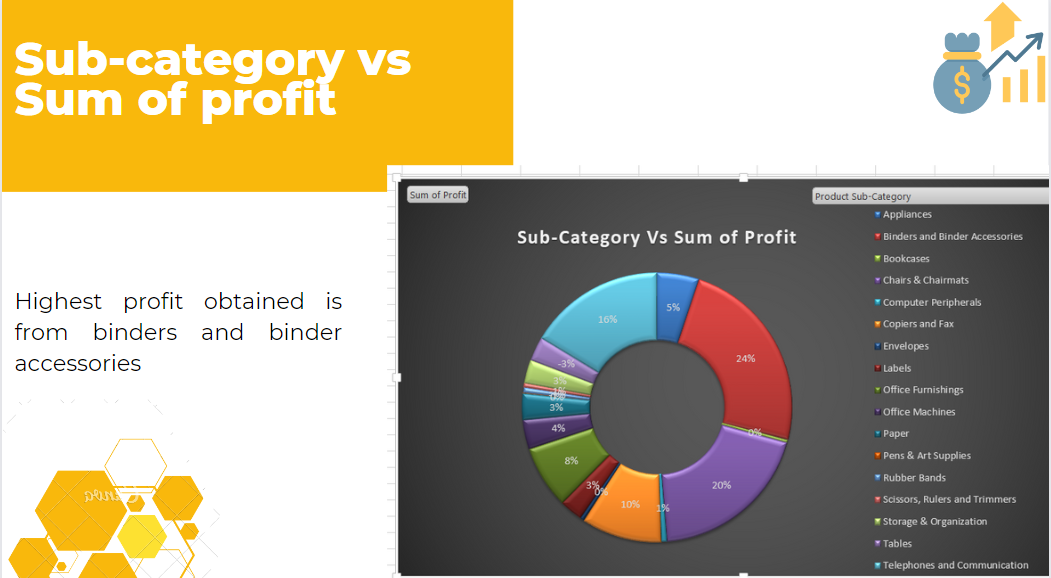 Sub-category vs
Sum of profit
$
Highest profit obtained is
from binders and binder
accessories
Sum of Profit
Product Sub-Category
Sub-Category Vs Sum of Profit
Appliances
Binders and Binder Accessories
Bookcases
Chairs & Chairmats
Computer Peripherals
Copiers and Fax
Envelopes
Labels
Office Furnishings
Office Machines
Paper
Pens & Art Supplies
Rubber Bands
Scissors, Rulers and Trimmers
Storage & Organization
Tables
Telephones and Communication
5%
24%
0%
20%
1%
10%
0%
3%
8%
4%
3%
3%
-3%
16%